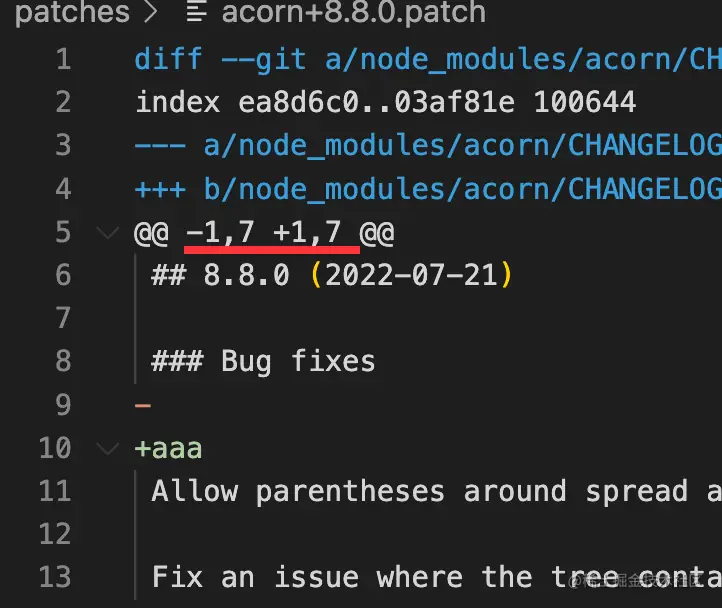 patches > acorn+8.8.0.patch
1 diff --git a/node_modules/acorn/CH
2 index ea8d6c0..03af81e 100644
3 --- a/node_modules/acorn/CHANGELOG
4 +++ b/node_modules/acorn/CHANGELOG
5 @@ -1,7 +1,7 @@
6 ## 8.8.0 (2022-07-21)
7
8 ### Bug fixes
9 -
10 +aaa
11 Allow parentheses around spread a
12
13 Fix an issue where the tree conta
@稀土掘金技术社区